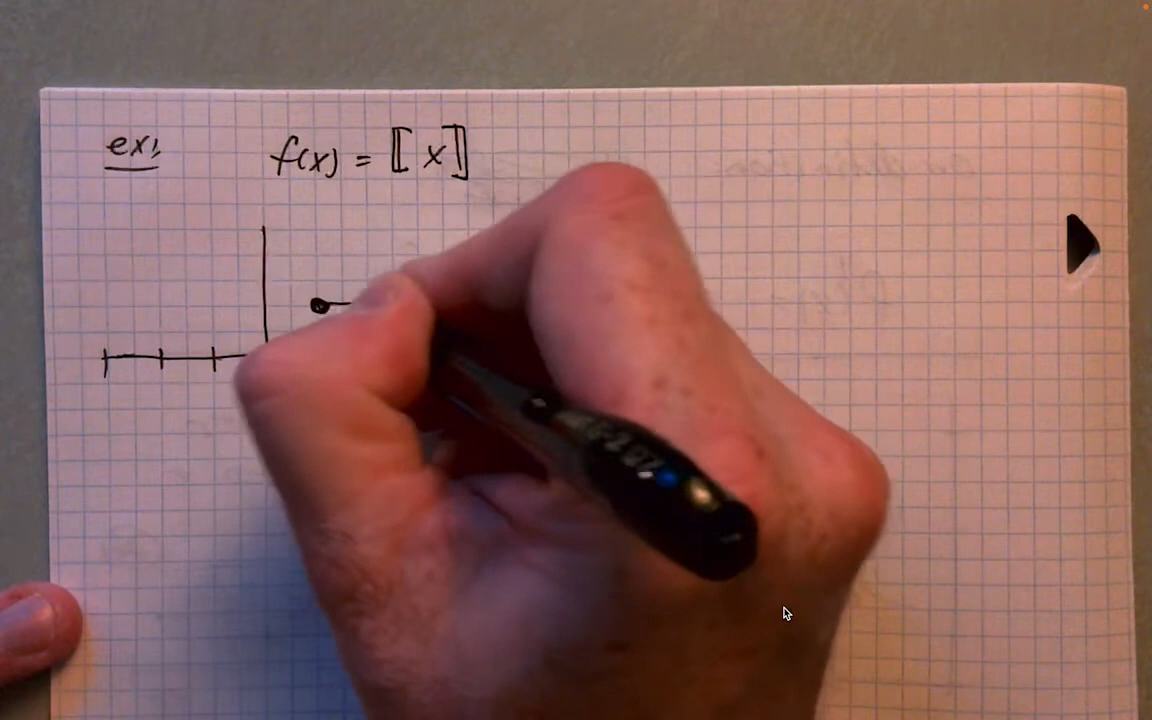 ex:
f(x) = ⟦x⟧